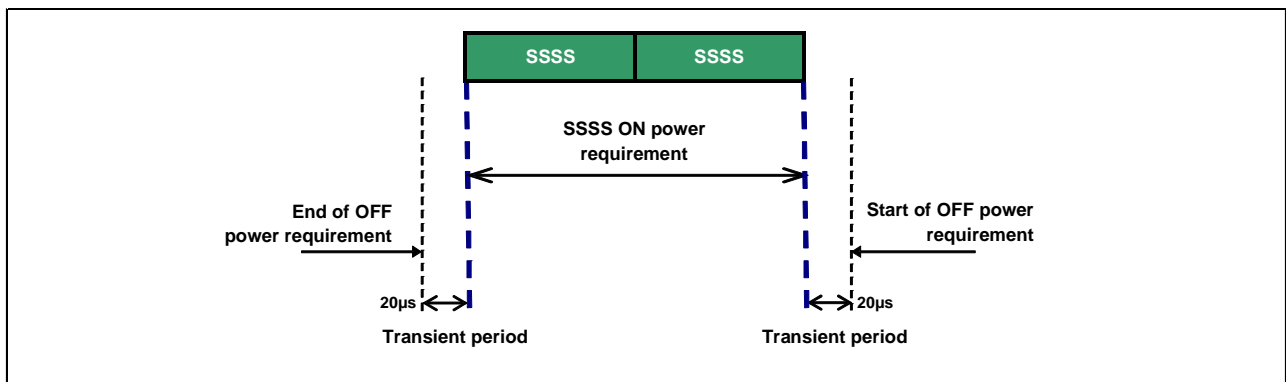 SSSS SSSS
SSSS ON power
requirement
End of OFF
power requirement
Start of OFF power
requirement
20µs
20µs
Transient period
Transient period